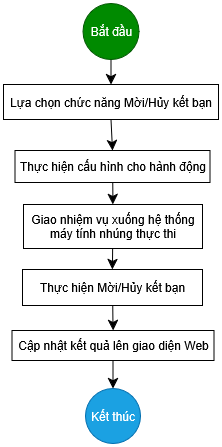 Bắt đầu
Lựa chọn chức năng Mời/Hủy kết bạn
Thực hiện cấu hình cho hành động
Giao nhiệm vụ xuống hệ thống
máy tính nhúng thực thi
Thực hiện Mời/Hủy kết bạn
Cập nhật kết quả lên giao diện Web
Kết thúc